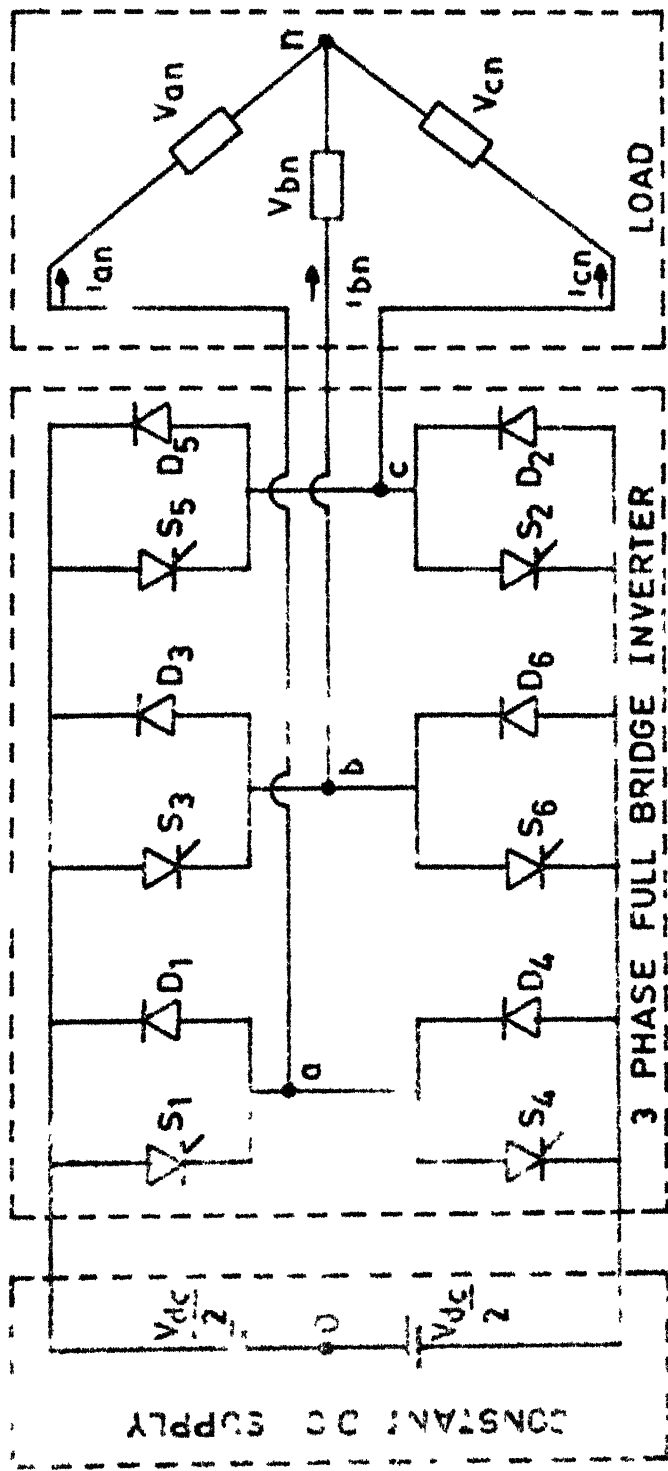 Vdc/2
Vdc/2
S1
D1
S3
D3
S5
D5
a
b
c
S4
D4
S6
D6
S2
D2
ian
ibn
icn
Van
Vbn
Vcn
n
CONSTANT DC SUPPLY
3 PHASE FULL BRIDGE INVERTER
LOAD